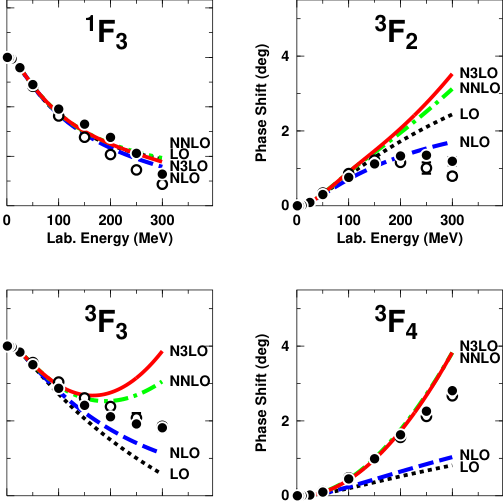 1F3
NNLO
LO
N3LO
NLO
0 100 200 300
Lab. Energy (MeV)
3F2
Phase Shift (deg)
4
2
0
N3LO
NNLO
LO
NLO
0 100 200 300
Lab. Energy (MeV)
3F3
N3LO
NNLO
NLO
LO
3F4
Phase Shift (deg)
4
2
0
N3LO
NNLO
NLO
LO